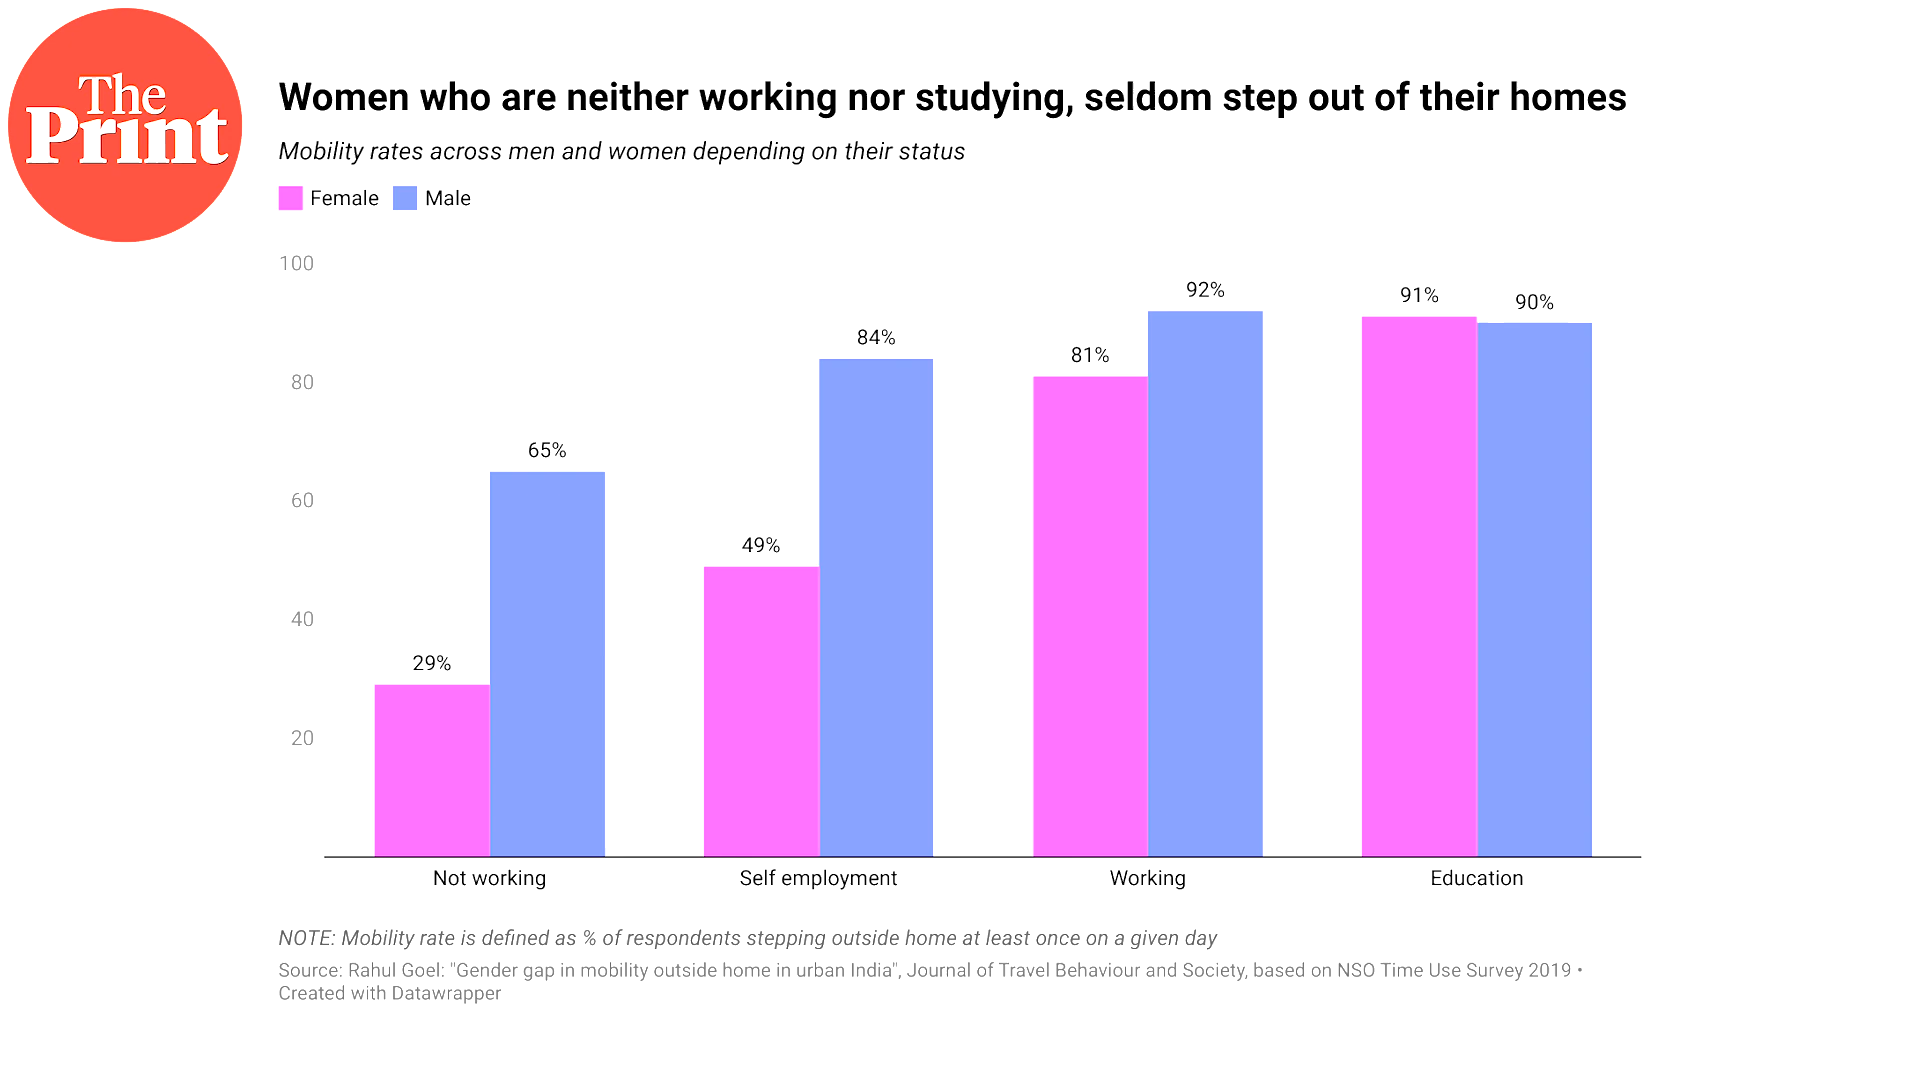 The
Print
Women who are neither working nor studying, seldom step out of their homes
Mobility rates across men and women depending on their status
Female Male
100
80
60
40
20
29%
65%
49%
84%
81%
92%
91%
90%
Not working
Self employment
Working
Education
NOTE: Mobility rate is defined as % of respondents stepping outside home at least once on a given day
Source: Rahul Goel: "Gender gap in mobility outside home in urban India", Journal of Travel Behaviour and Society, based on NSO Time Use Survey 2019 •
Created with Datawrapper